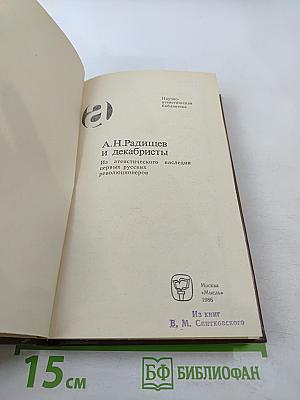 Научно-
атеистическая
библиотека
А.Н.Радищев
и декабристы
Из атеистического наследия
первых русских
революционеров
Москва
«Мысль»
1986
Из книг
В. М. Свитковского
15 см
БФ БИБЛИОФАН